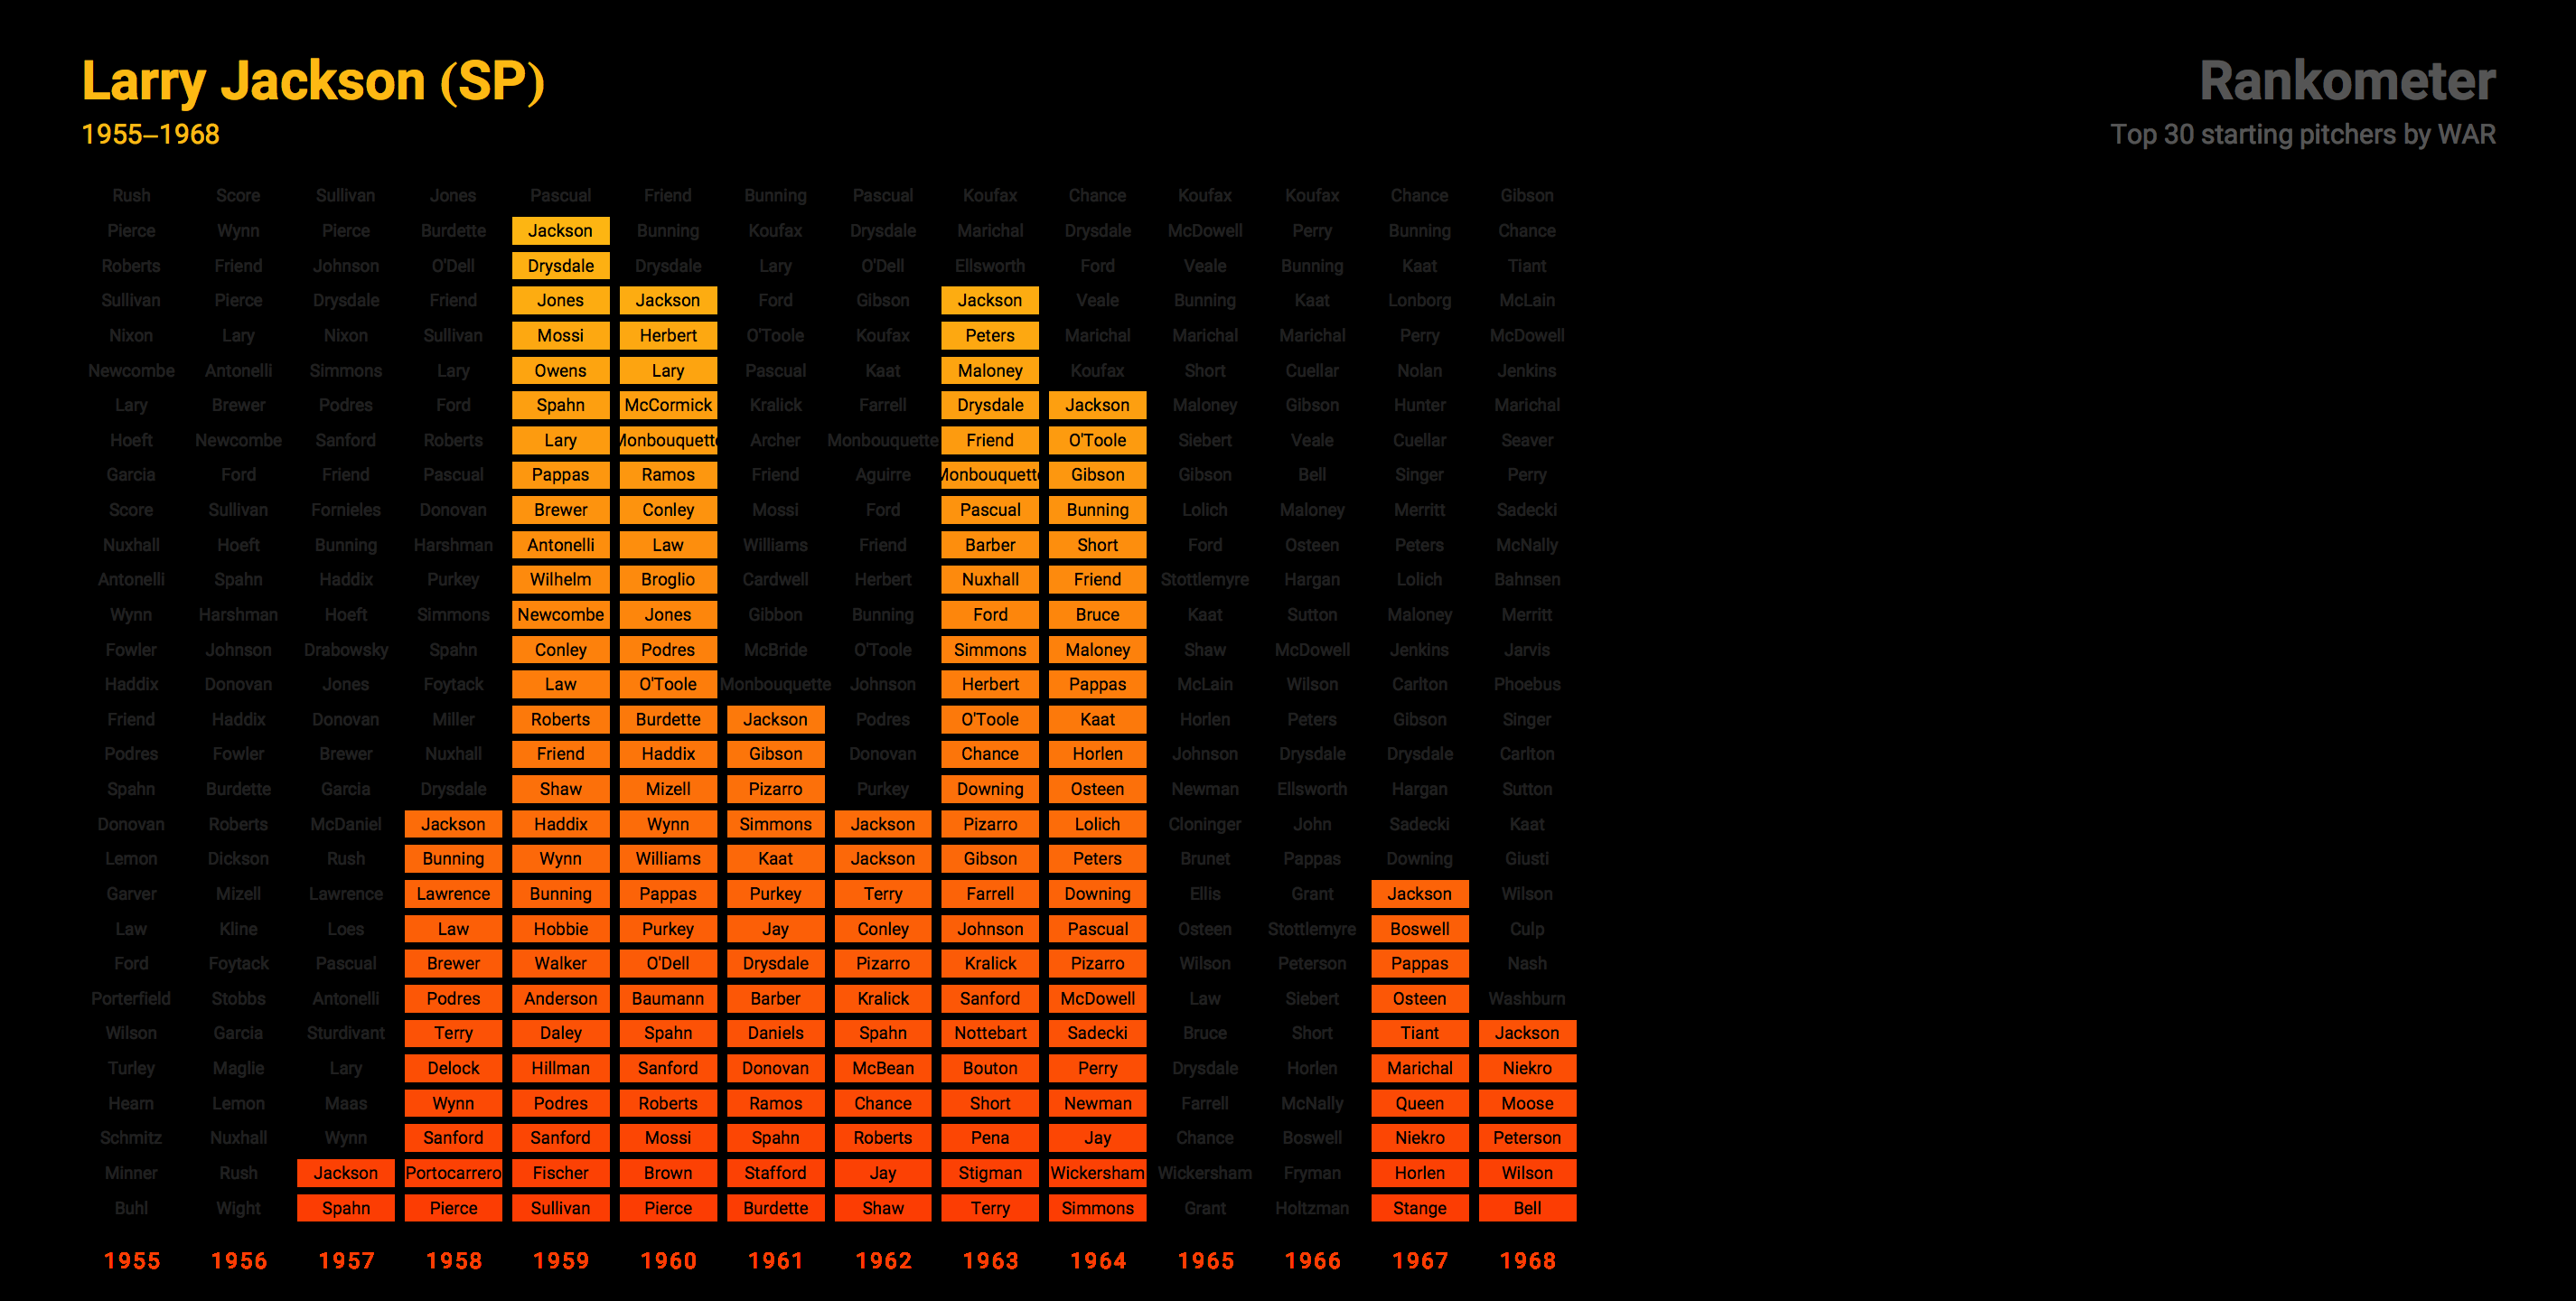 Larry Jackson (SP)
Rankometer
1955–1968
Top 30 starting pitchers by WAR
Rush Score Sullivan Jones Pascual Friend Bunning Pascual Koufax Chance Koufax Koufax Chance Gibson
Pierce Wynn Pierce Burdette Jackson Bunning Koufax Drysdale Marichal Drysdale McDowell Perry Bunning Chance
Roberts Friend Johnson O'Dell Drysdale Drysdale Lary O'Dell Ellsworth Ford Veale Bunning Kaat Tiant
Sullivan Pierce Drysdale Friend Jones Jackson Ford Gibson Jackson Veale Bunning Kaat Lonborg McLain
Nixon Lary Nixon Sullivan Mossi Herbert O'Toole Koufax Peters Marichal Marichal Marichal Perry McDowell
Newcombe Antonelli Simmons Lary Owens Lary Pascual Kaat Maloney Koufax Short Cuellar Nolan Jenkins
Lary Brewer Podres Ford Spahn McCormick Kralick Farrell Drysdale Jackson Maloney Gibson Hunter Marichal
Hoeft Newcombe Sanford Roberts Lary Monbouquette Archer Monbouquette Friend O'Toole Siebert Veale Cuellar Seaver
Garcia Ford Friend Pascual Pappas Ramos Friend Aguirre Monbouquette Gibson Gibson Bell Singer Perry
Score Sullivan Fornieles Donovan Brewer Conley Mossi Ford Pascual Bunning Lolich Maloney Merritt Sadecki
Nuxhall Hoeft Bunning Harshman Antonelli Law Williams Friend Barber Short Ford Osteen Peters McNally
Antonelli Spahn Haddix Purkey Wilhelm Broglio Cardwell Herbert Nuxhall Friend Stottlemyre Hargan Lolich Bahnsen
Wynn Harshman Hoeft Simmons Newcombe Jones Gibbon Bunning Ford Bruce Kaat Sutton Maloney Merritt
Fowler Johnson Drabowsky Spahn Conley Podres McBride O'Toole Simmons Maloney Shaw McDowell Jenkins Jarvis
Haddix Donovan Jones Foytack Law O'Toole Monbouquette Johnson Herbert Pappas McLain Wilson Carlton Phoebus
Friend Haddix Donovan Miller Roberts Burdette Jackson Podres O'Toole Kaat Horlen Peters Gibson Singer
Podres Fowler Brewer Nuxhall Friend Haddix Gibson Donovan Chance Horlen Johnson Drysdale Drysdale Carlton
Spahn Burdette Garcia Drysdale Shaw Mizell Pizarro Purkey Downing Osteen Newman Ellsworth Hargan Sutton
Donovan Roberts McDaniel Jackson Haddix Wynn Simmons Jackson Pizarro Lolich Cloninger John Sadecki Kaat
Lemon Dickson Rush Bunning Wynn Williams Kaat Jackson Gibson Peters Brunet Pappas Downing Giusti
Garver Mizell Lawrence Lawrence Bunning Pappas Purkey Terry Farrell Downing Ellis Grant Jackson Wilson
Law Kline Loes Law Hobbie Purkey Jay Conley Johnson Pascual Osteen Stottlemyre Boswell Culp
Ford Foytack Pascual Brewer Walker O'Dell Drysdale Pizarro Kralick Pizarro Wilson Peterson Pappas Nash
Porterfield Stobbs Antonelli Podres Anderson Baumann Barber Kralick Sanford McDowell Law Siebert Osteen Washburn
Wilson Garcia Sturdivant Terry Daley Spahn Daniels Spahn Nottebart Sadecki Bruce Short Tiant Jackson
Turley Maglie Lary Delock Hillman Sanford Donovan McBean Bouton Perry Drysdale Horlen Marichal Niekro
Hearn Lemon Maas Wynn Podres Roberts Ramos Chance Short Newman Farrell McNally Queen Moose
Schmitz Nuxhall Wynn Sanford Sanford Mossi Spahn Roberts Pena Jay Chance Boswell Niekro Peterson
Minner Rush Jackson Portocarrero Fischer Brown Stafford Jay Stigman Wickersham Wickersham Fryman Horlen Wilson
Buhl Wight Spahn Pierce Sullivan Pierce Burdette Shaw Terry Simmons Grant Holtzman Stange Bell
1955 1956 1957 1958 1959 1960 1961 1962 1963 1964 1965 1966 1967 1968